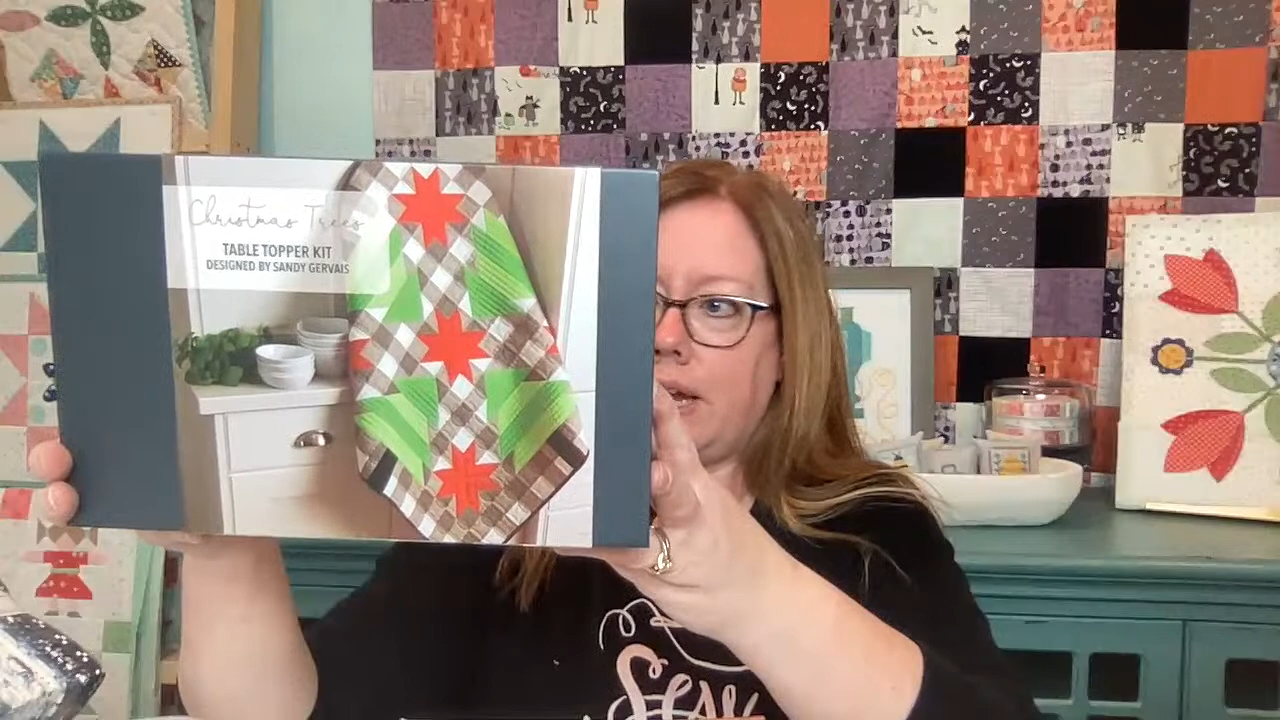 Christmas Trees
TABLE TOPPER KIT
DESIGNED BY SANDY GERVAIS
Sew